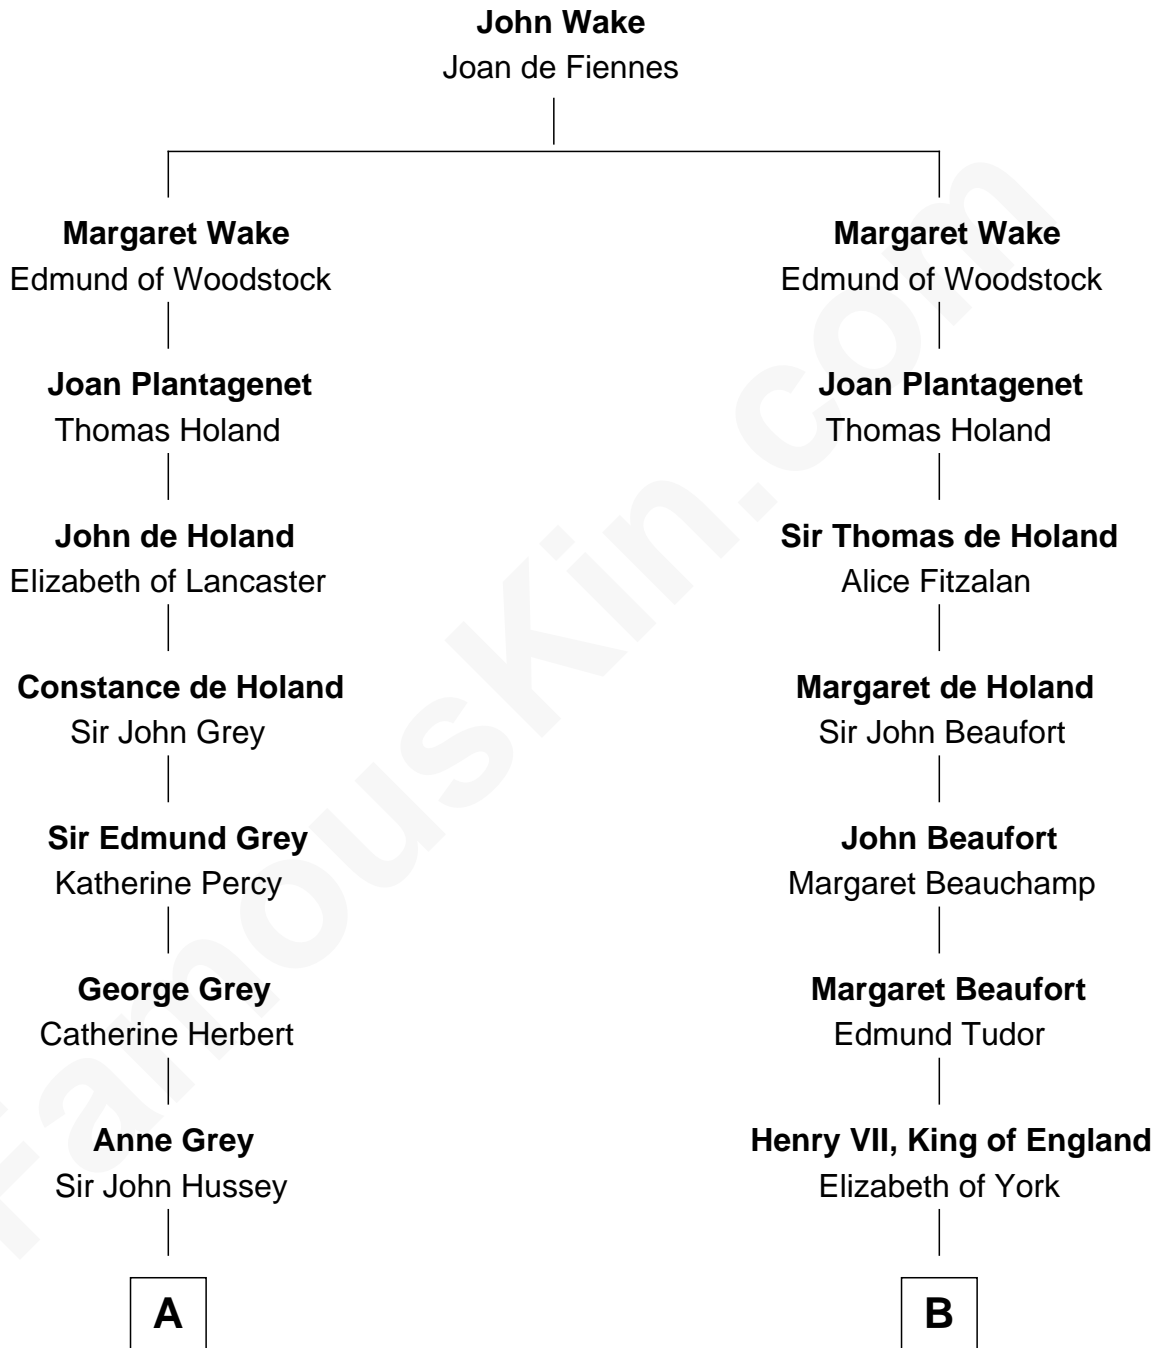 John Wake
Joan de Fiennes
Margaret Wake
Edmund of Woodstock
Margaret Wake
Edmund of Woodstock
Joan Plantagenet
Thomas Holand
Joan Plantagenet
Thomas Holand
John de Holand
Elizabeth of Lancaster
Sir Thomas de Holand
Alice Fitzalan
Constance de Holand
Sir John Grey
Margaret de Holand
Sir John Beaufort
Sir Edmund Grey
Katherine Percy
John Beaufort
Margaret Beauchamp
George Grey
Catherine Herbert
Margaret Beaufort
Edmund Tudor
Anne Grey
Sir John Hussey
Henry VII, King of England
Elizabeth of York
A
B
FamousKin.com